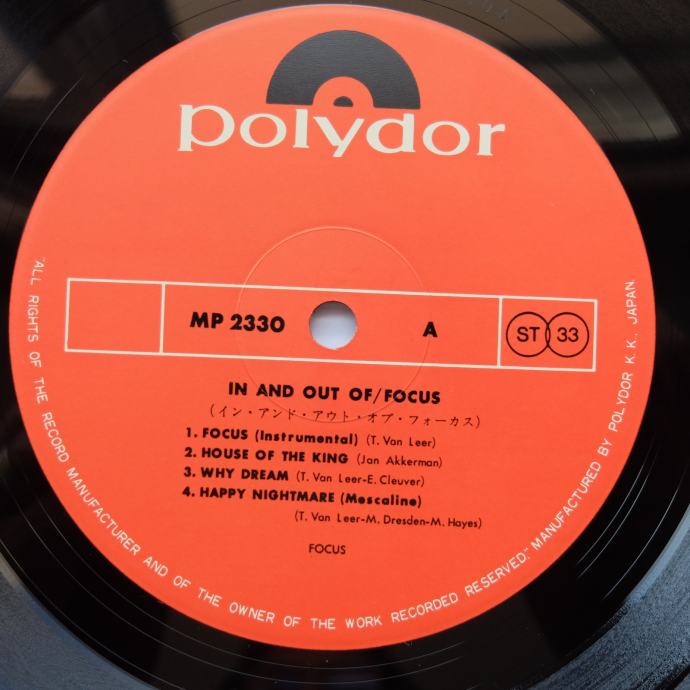 polydor
MP 2330
A
ST 33
IN AND OUT OF/FOCUS
(イン・アンド・アウト・オブ・フォーカス)
1. FOCUS (Instrumental) (T. Van Leer)
2. HOUSE OF THE KING (Jan Akkerman)
3. WHY DREAM (T. Van Leer-E. Cleuver)
4. HAPPY NIGHTMARE (Mescaline)
(T. Van Leer-M. Dresden-M. Hayes)
FOCUS
"ALL RIGHTS OF THE RECORD MANUFACTURER AND OF THE OWNER OF THE WORK RECORDED RESERVED." MANUFACTURED BY POLYDOR K.K., JAPAN.